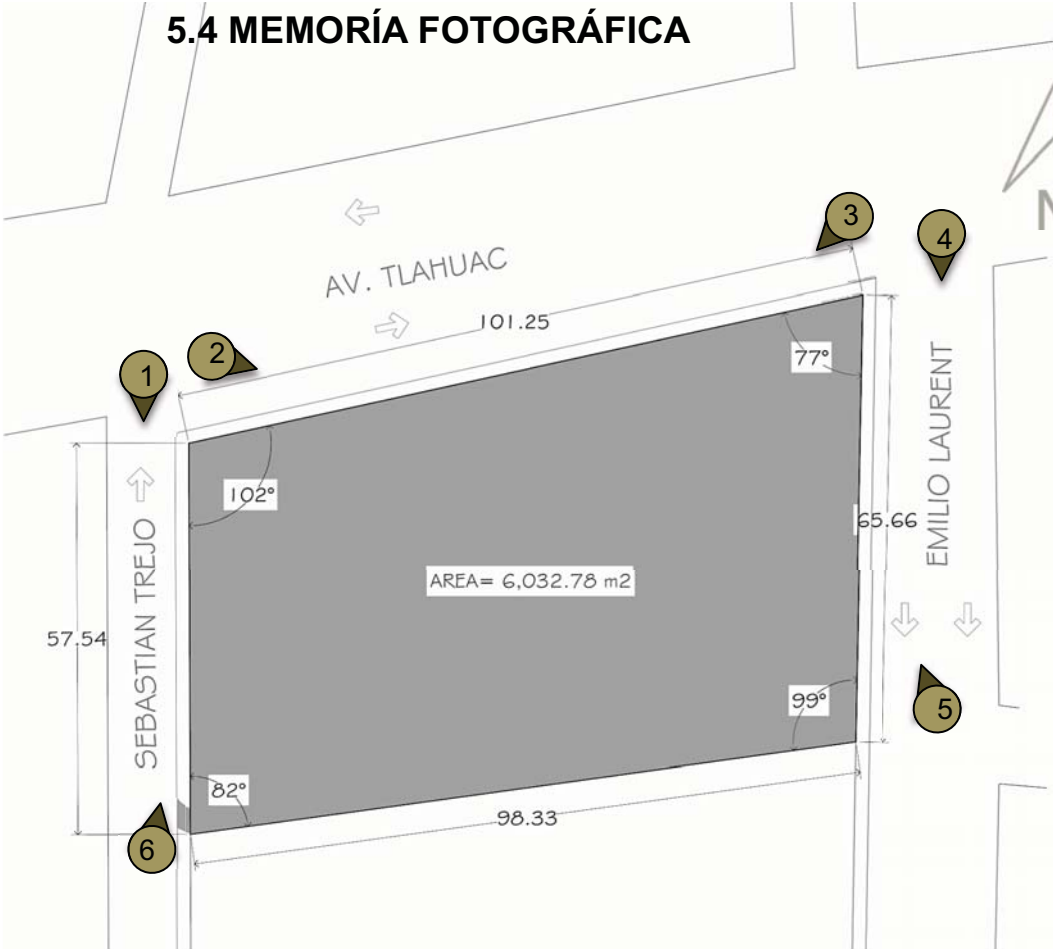 5.4 MEMORÍA FOTOGRÁFICA
N
3
4
AV. TLAHUAC
101.25
2
77°
1
102°
EMILIO LAURENT
65.66
SEBASTIAN TREJO
AREA= 6,032.78 m2
57.54
99°
5
82°
98.33
6